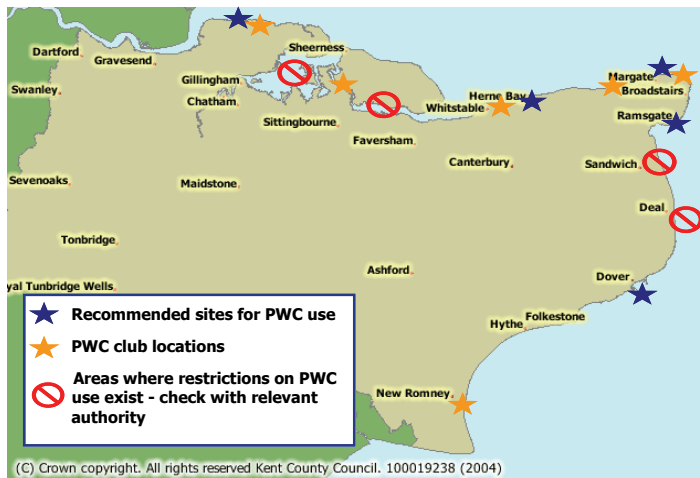 Dartford
Gravesend
Sheerness
Swanley
Gillingham
Chatham
Sittingbourne
Faversham
Whitstable
Herne Bay
Margate
Broadstairs
Ramsgate
Canterbury
Sandwich
Sevenoaks
Maidstone
Deal
Tonbridge
Ashford
Dover
yal Tunbridge Wells
Folkestone
Hythe
New Romney
Recommended sites for PWC use
PWC club locations
Areas where restrictions on PWC
use exist - check with relevant
authority
(C) Crown copyright. All rights reserved Kent County Council. 100019238 (2004)